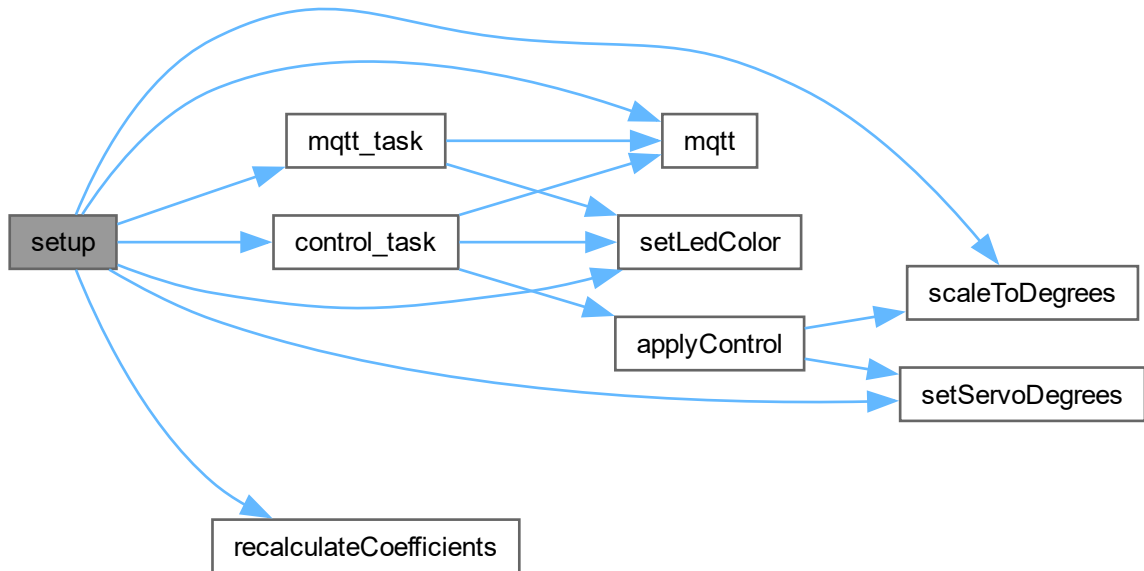 setup
mqtt_task
control_task
recalculateCoefficients
mqtt
setLedColor
applyControl
scaleToDegrees
setServoDegrees